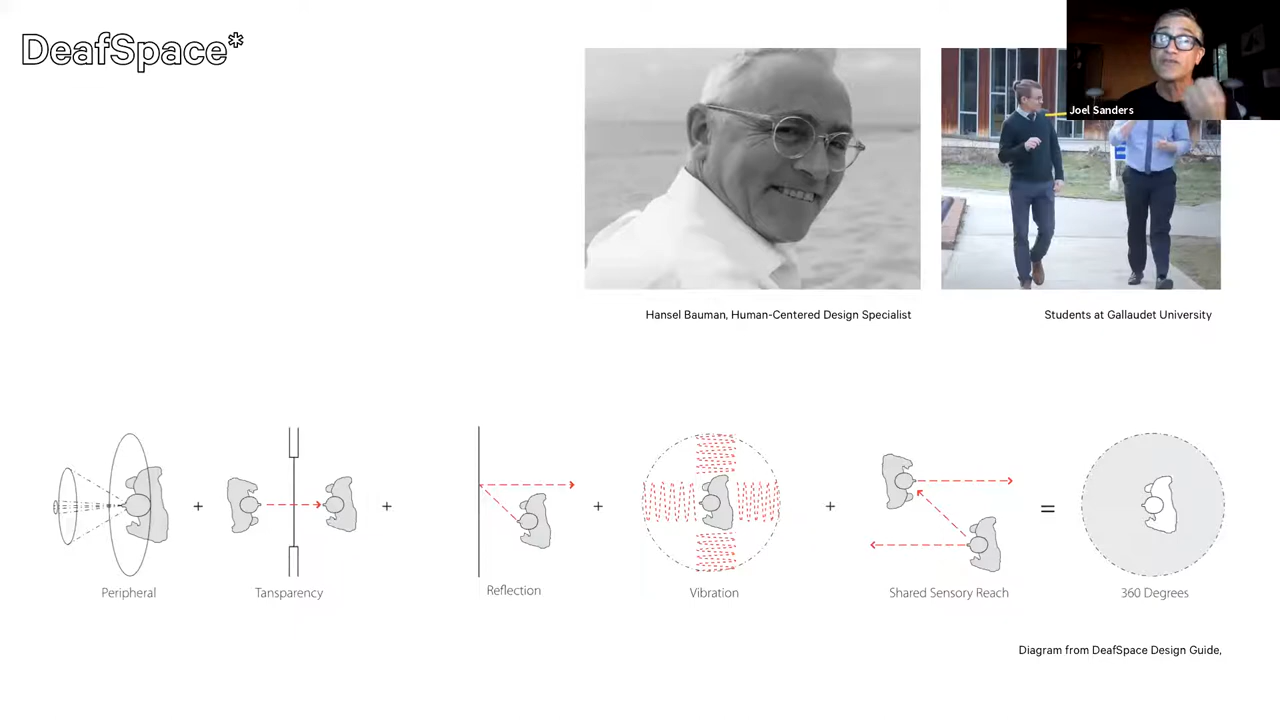 DeafSpace*
Joel Sanders
Hansel Bauman, Human-Centered Design Specialist
Students at Gallaudet University
+
+
+
+
=
Peripheral
Tansparency
Reflection
Vibration
Shared Sensory Reach
360 Degrees
Diagram from DeafSpace Design Guide,